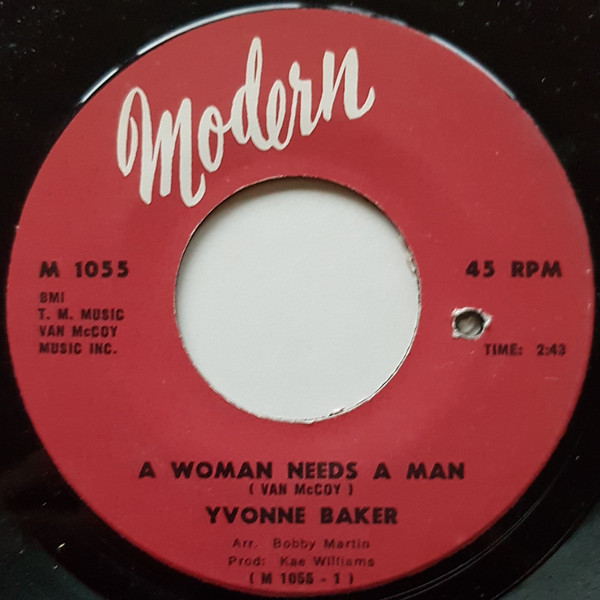 Modern
M 1055
45 RPM
BMI
T. M. MUSIC
VAN McCOY
MUSIC INC.
TIME: 2:43
A WOMAN NEEDS A MAN
( VAN McCOY )
YVONNE BAKER
Arr. Bobby Martin
Prod: Kae Williams
( M 1055 - 1 )